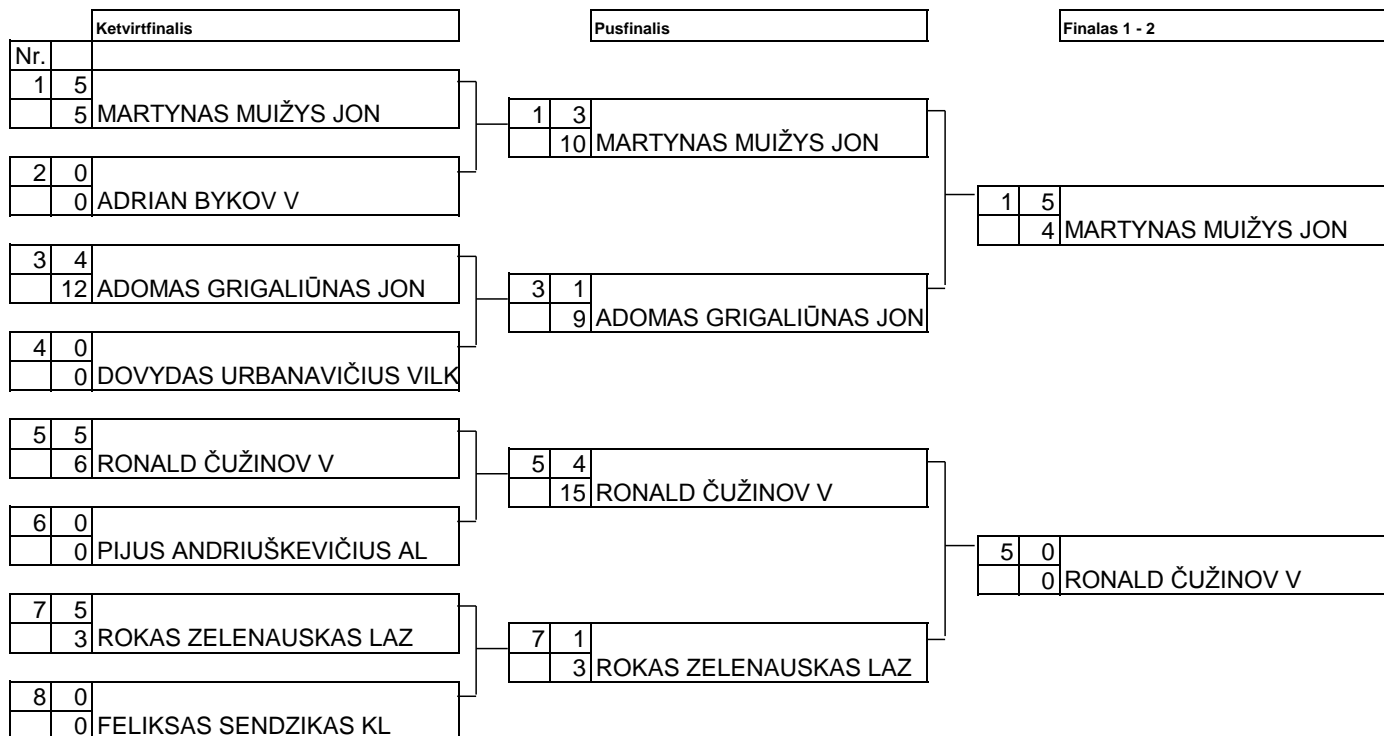 Ketvirtfinalis Pusfinalis Finalas 1 - 2
Nr.
1 5
5 MARTYNAS MUIŽYS JON
2 0
0 ADRIAN BYKOV V
3 4
12 ADOMAS GRIGALIŪNAS JON
4 0
0 DOVYDAS URBANAVIČIUS VILK
5 5
6 RONALD ČUŽINOV V
6 0
0 PIJUS ANDRIUŠKEVIČIUS AL
7 5
3 ROKAS ZELENAUSKAS LAZ
8 0
0 FELIKSAS SENDZIKAS KL
1 3
10 MARTYNAS MUIŽYS JON
3 1
9 ADOMAS GRIGALIŪNAS JON
5 4
15 RONALD ČUŽINOV V
7 1
3 ROKAS ZELENAUSKAS LAZ
1 5
4 MARTYNAS MUIŽYS JON
5 0
0 RONALD ČUŽINOV V